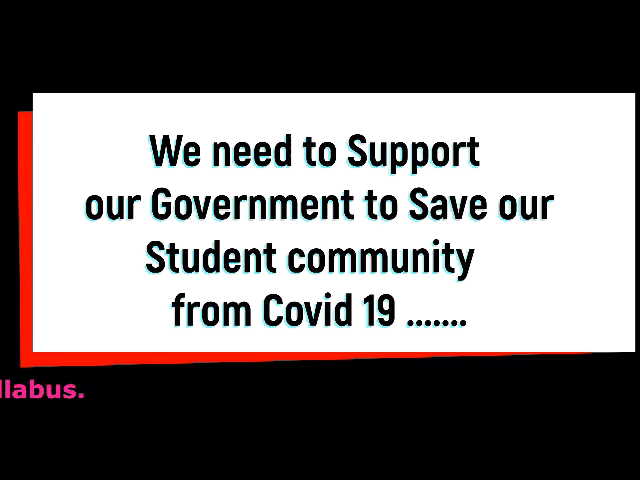 We need to Support
our Government to Save our
Student community
from Covid 19 .......
llabus.